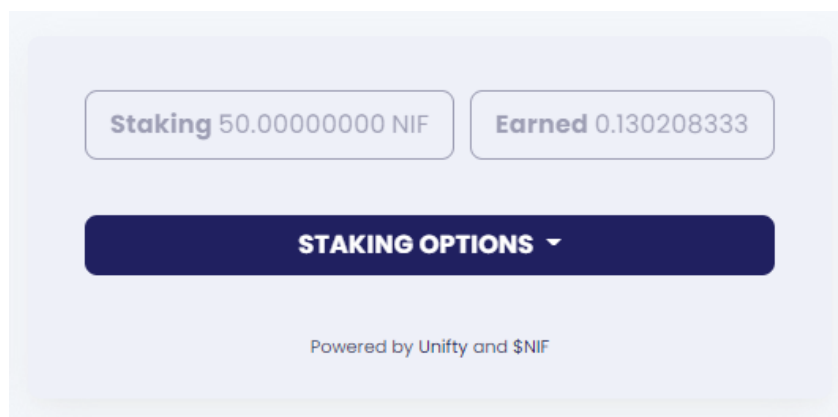 Staking 50.00000000 NIF
Earned 0.130208333
STAKING OPTIONS
Powered by Unifty and $NIF